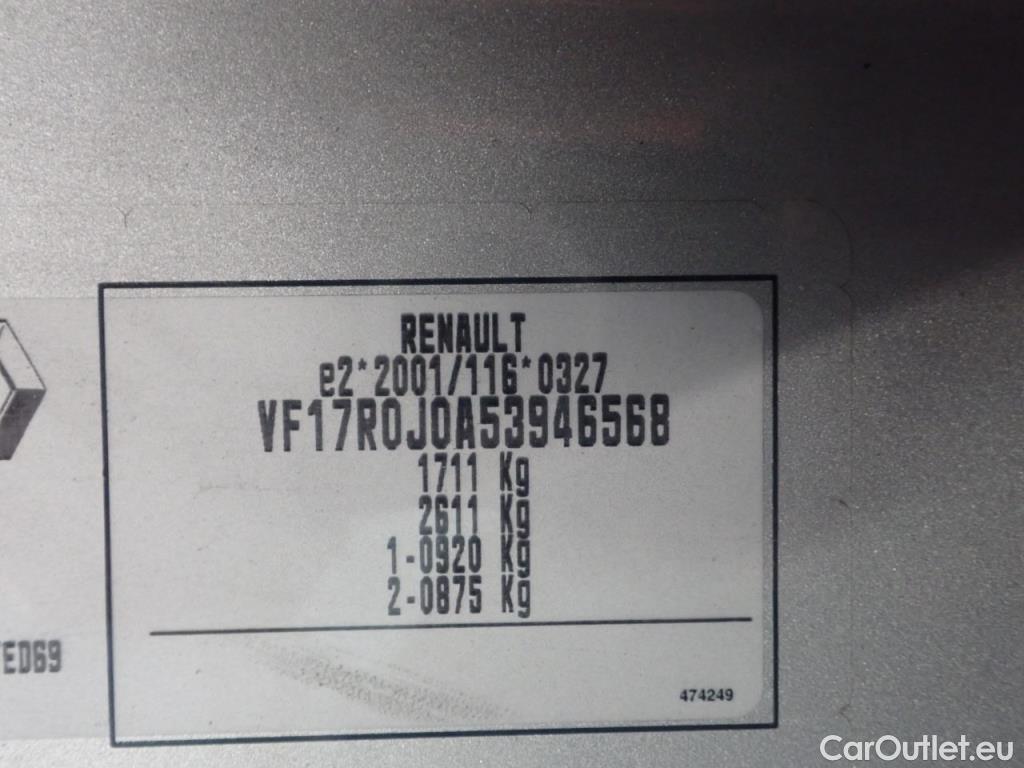 RENAULT
e2*2001/116*0327
VF17R0J0A53946568
1711 Kg
2611 Kg
1-0920 Kg
2-0875 Kg
ED69
474249
CarOutlet.eu